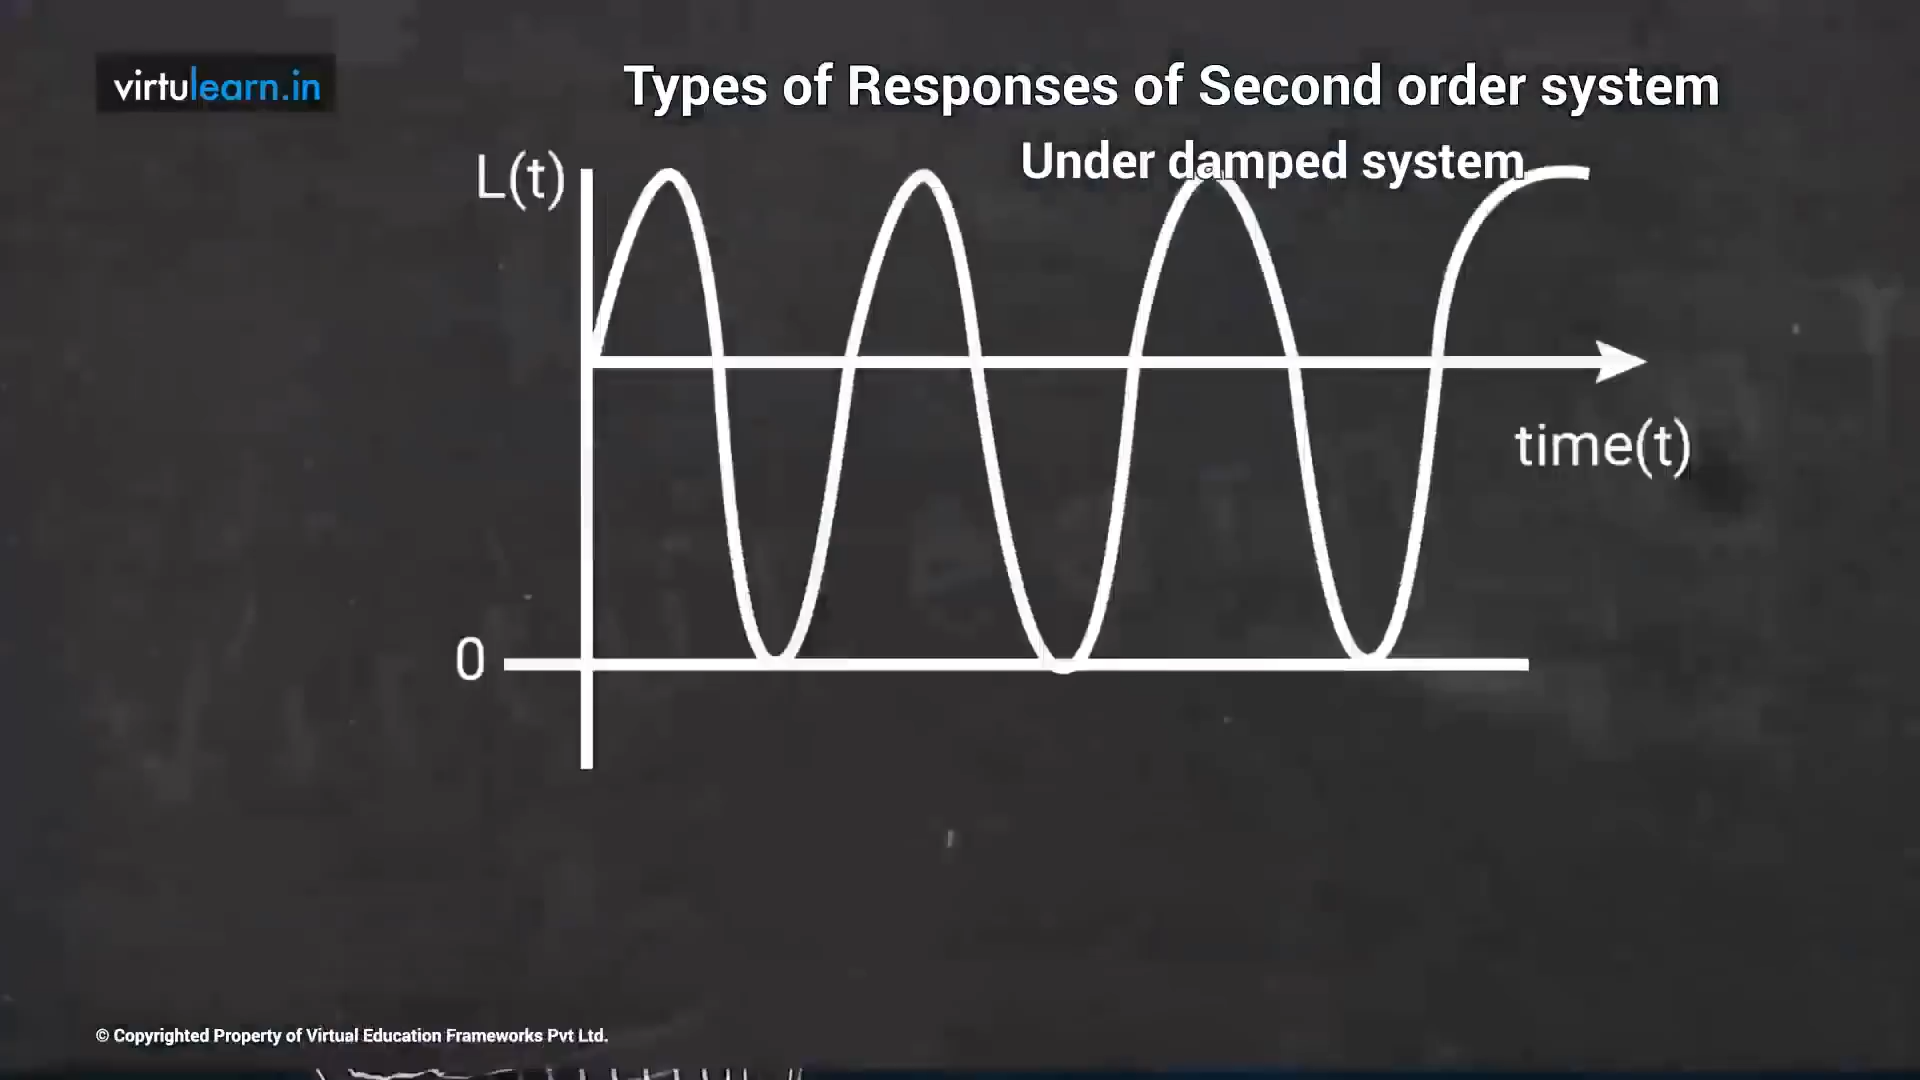 virtulearn.in
Types of Responses of Second order system
Under damped system
L(t)
time(t)
0
© Copyrighted Property of Virtual Education Frameworks Pvt Ltd.